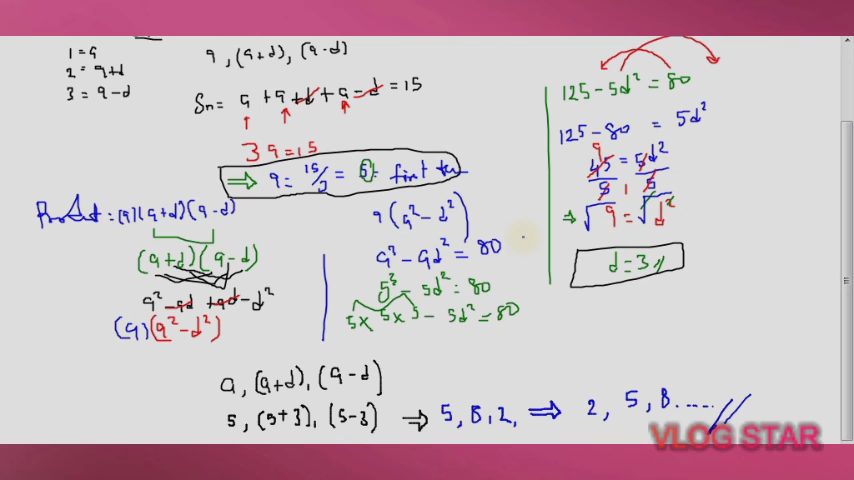 1 = a
2 = a+d
3 = a-d
a , (a+d), (a-d)
Sn = a + a + d + a - d = 15
3a = 15
⇒ a = 15/3 = 5 = first
Product = (a)(a+d)(a-d)
(a+d)(a-d)
a² - ad + ad - d²
(a)(a² - d²)
a(a² - d²)
a³ - ad² = 80
5³ - 5d² = 80
5 x 5 x 5 - 5d² = 80
125 - 5d² = 80
125 - 80 = 5d²
9
45 = 5d²
5 , 5
⇒ √9 = √d²
d = 3
a, (a+d), (a-d)
5, (5+3), (5-3) ⇒ 5, 8, 2, ⇒ 2, 5, 8.....//
VLOG STAR